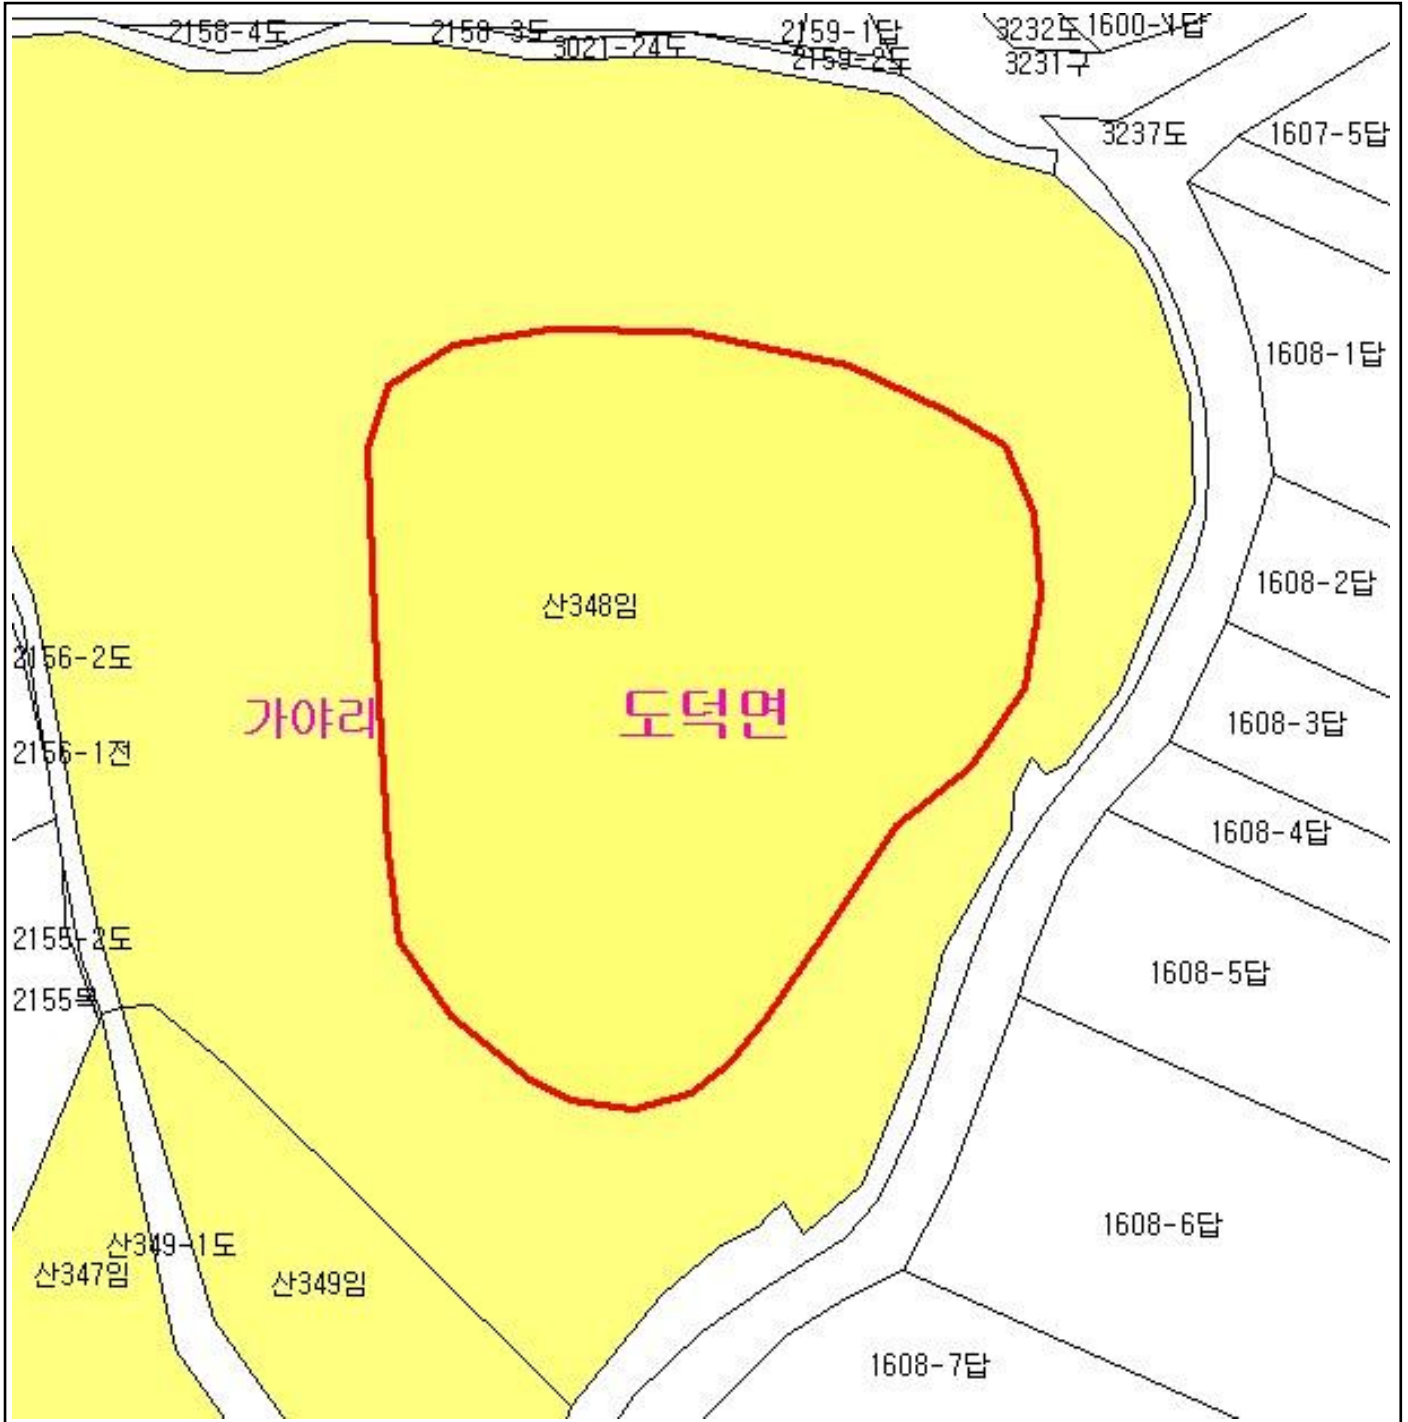 2158-4도
2158-3도
3021-24도
2159-1답
2159-2도
3232도
1600-1답
3231구
3237도
1607-5답
1608-1답
1608-2답
산348임
2156-2도
가야리
도덕면
1608-3답
2156-1전
1608-4답
2155-2도
1608-5답
2155목
1608-6답
산349-1도
산347임
산349임
1608-7답